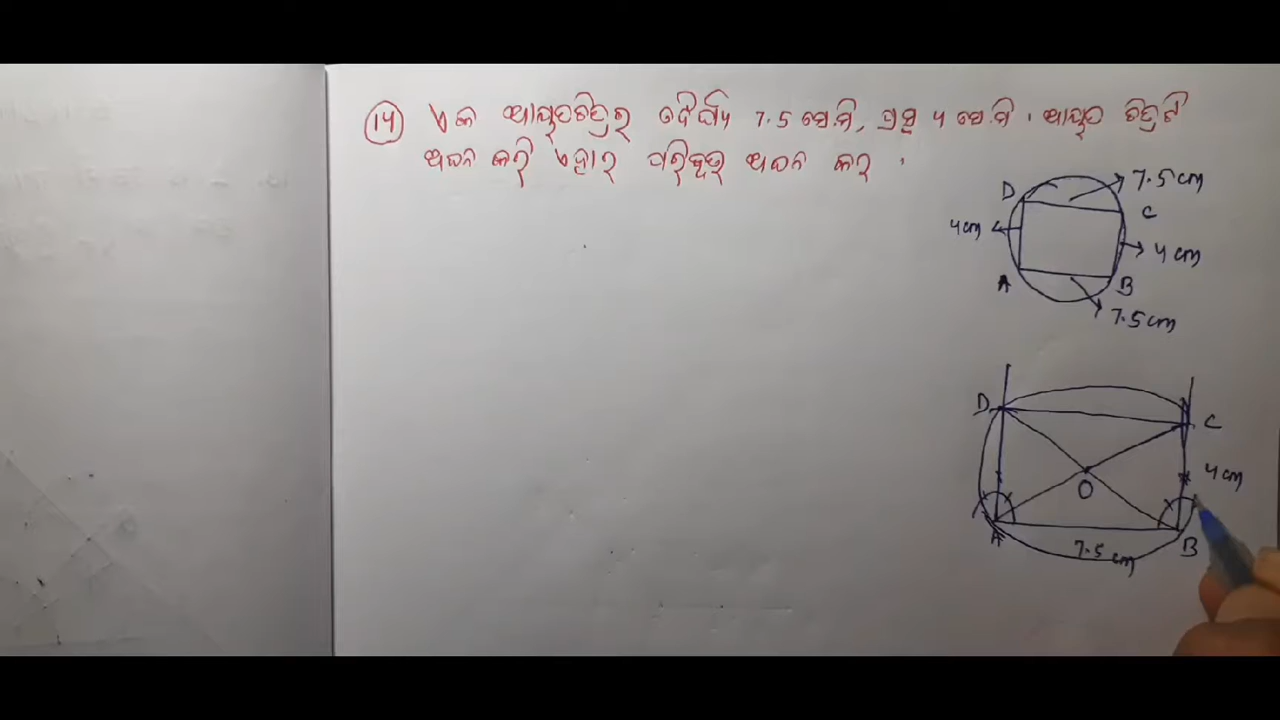 (14) ଏକ ଆୟତଚିତ୍ରର ଦୈର୍ଘ୍ୟ 7.5 ସେ.ମି, ପ୍ରସ୍ଥ 4 ସେ.ମି । ଆୟତ ଚିତ୍ରଟି
ଅଙ୍କନ କରି ଏହାର ପରିବୃତ୍ତ ଅଙ୍କନ କର ।
D
7.5 cm
C
4 cm
4 cm
A
B
7.5 cm
D
C
4 cm
O
A
B
7.5 cm